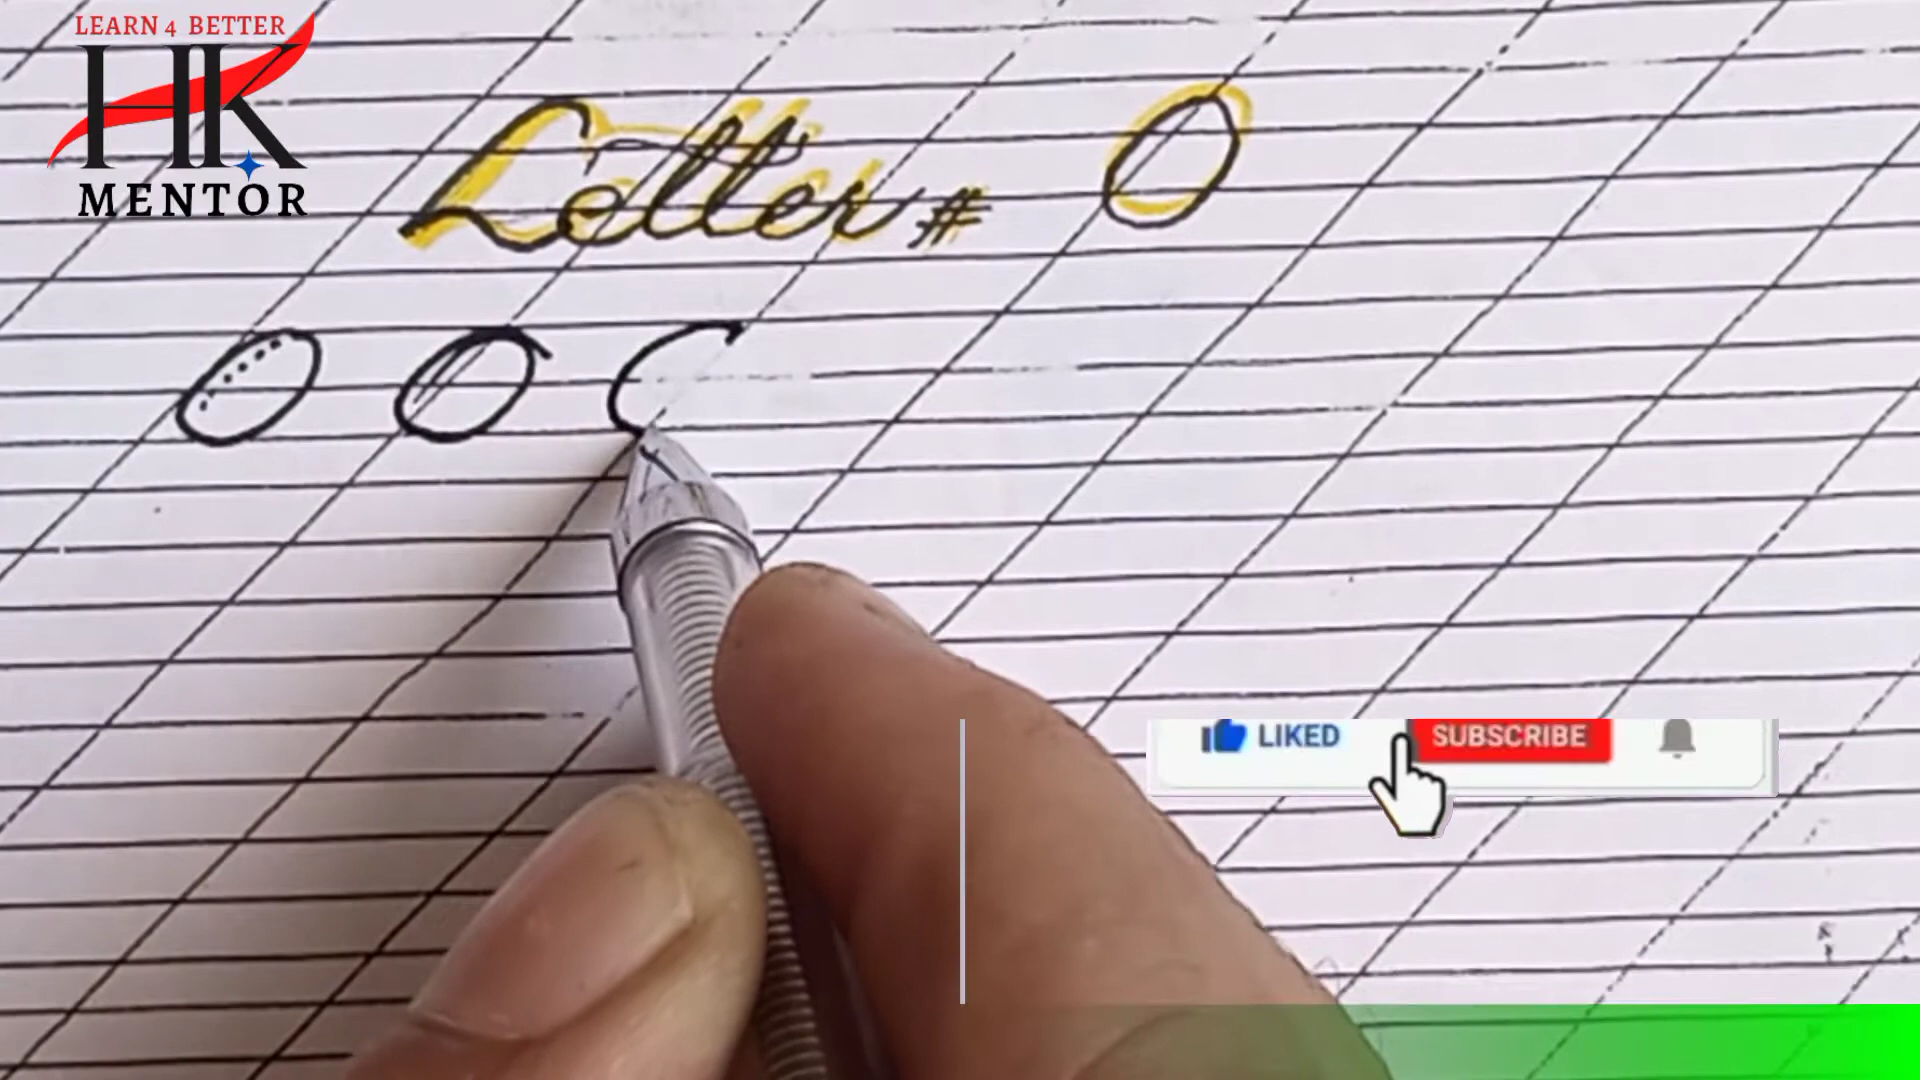 LEARN 4 BETTER
HK
MENTOR
Letter # O
O O C
LIKED SUBSCRIBE